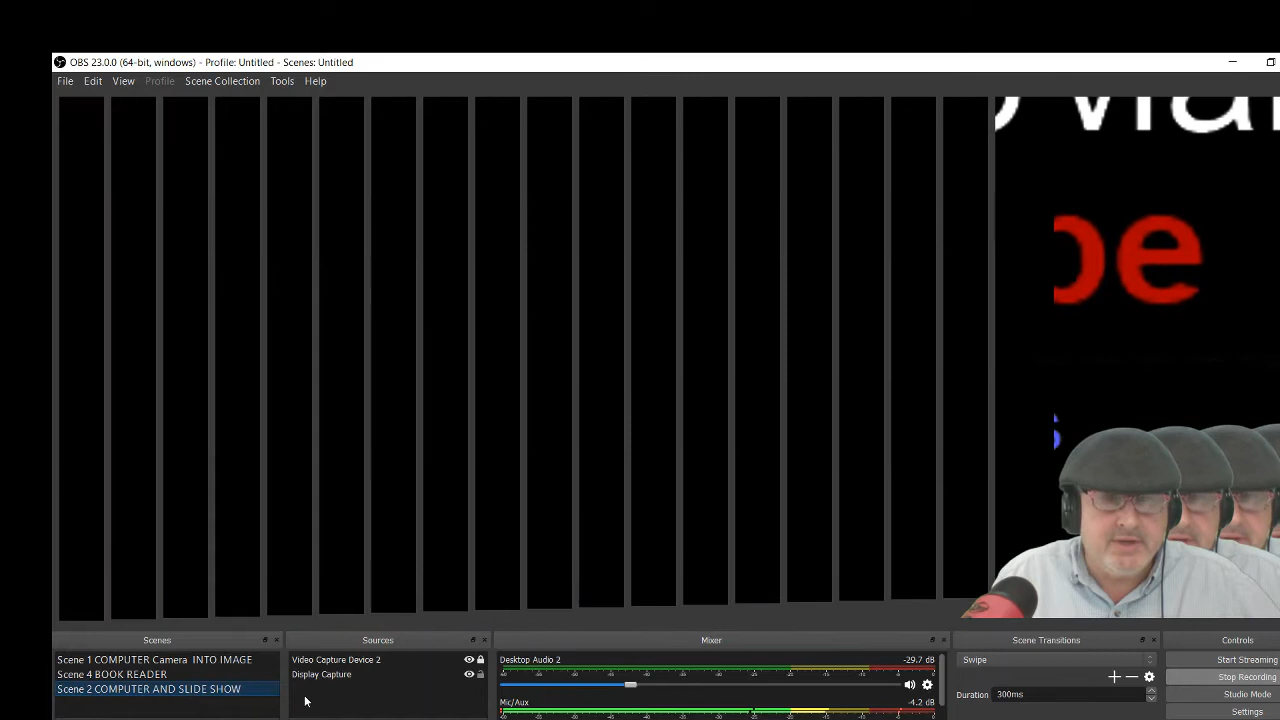 OBS 23.0.0 (64-bit, windows) - Profile: Untitled - Scenes: Untitled
File Edit View Profile Scene Collection Tools Help
be
Scenes Sources Mixer Scene Transitions Controls
Scene 1 COMPUTER Camera INTO IMAGE
Scene 4 BOOK READER
Scene 2 COMPUTER AND SLIDE SHOW
Video Capture Device 2
Display Capture
Desktop Audio 2 -29.7 dB
Mic/Aux -4.2 dB
Swipe
Duration 300ms
Start Streaming
Stop Recording
Studio Mode
Settings